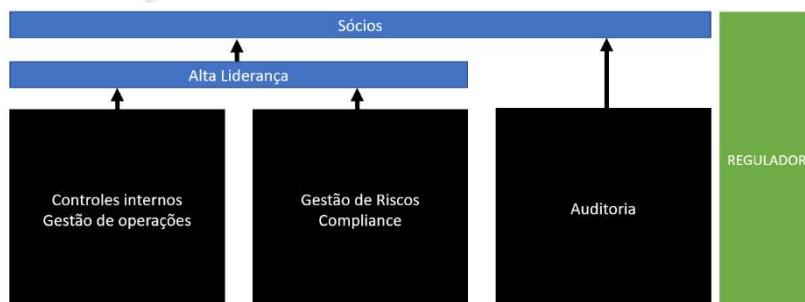 Sócios
Alta Liderança
Controles internos
Gestão de operações
Gestão de Riscos
Compliance
Auditoria
REGULADOR